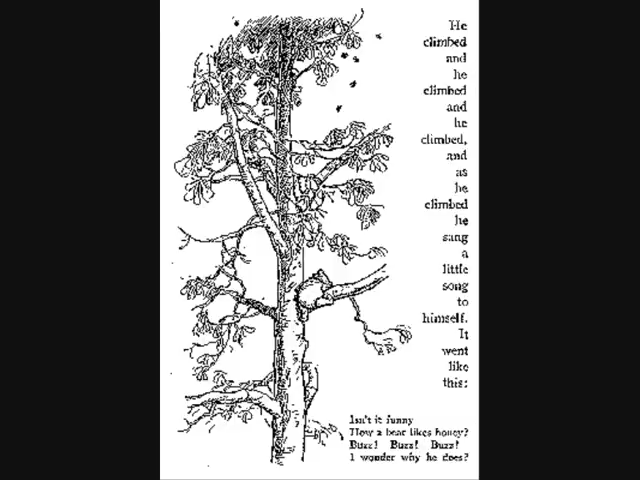 He
climbed
and
he
climbed
and
he
climbed,
and
as
he
climbed
he
sang
a
little
song
to
himself.
It
went
like
this:
Isn't it funny
How a bear likes honey?
Buzz! Buzz! Buzz!
I wonder why he does?